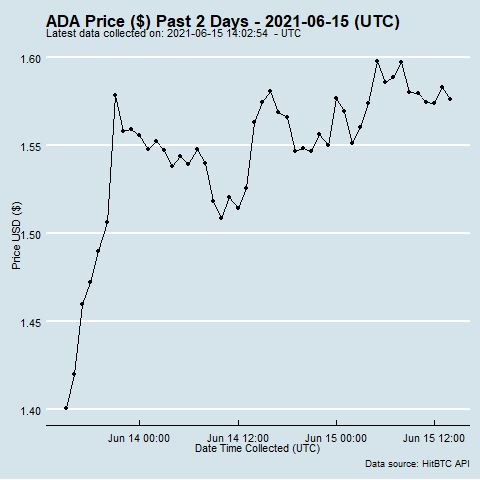 ADA Price ($) Past 2 Days - 2021-06-15 (UTC)
Latest data collected on: 2021-06-15 14:02:54 - UTC
1.60
1.55
1.50
1.45
1.40
Price USD ($)
Jun 14 00:00 Jun 14 12:00 Jun 15 00:00 Jun 15 12:00
Date Time Collected (UTC)
Data source: HitBTC API